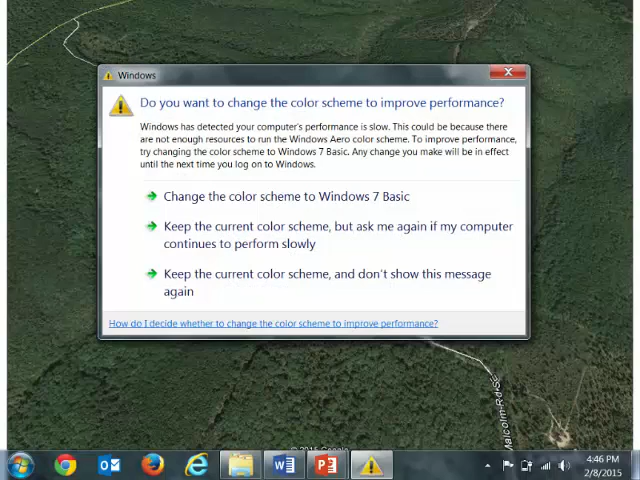 Windows
Do you want to change the color scheme to improve performance?
Windows has detected your computer's performance is slow. This could be because there
are not enough resources to run the Windows Aero color scheme. To improve performance,
try changing the color scheme to Windows 7 Basic. Any change you make will be in effect
until the next time you log on to Windows.
Change the color scheme to Windows 7 Basic
Keep the current color scheme, but ask me again if my computer
continues to perform slowly
Keep the current color scheme, and don't show this message
again
How do I decide whether to change the color scheme to improve performance?
Malcolm-Rd-SE
© 2015 Google
4:46 PM
2/8/2015